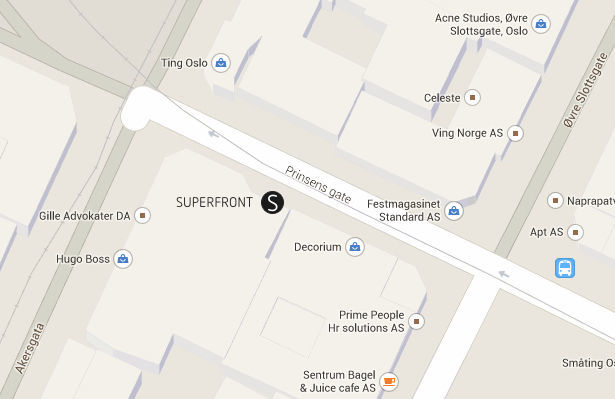 Acne Studios, Øvre
Slottsgate, Oslo
Ting Oslo
Celeste
Øvre Slottsgate
Ving Norge AS
Prinsens gate
SUPERFRONT S
Festmagasinet
Standard AS
Naprapatv
Gille Advokater DA
Apt AS
Decorium
Hugo Boss
Prime People
Hr solutions AS
Akersgata
Småting Os
Sentrum Bagel
& Juice cafe AS